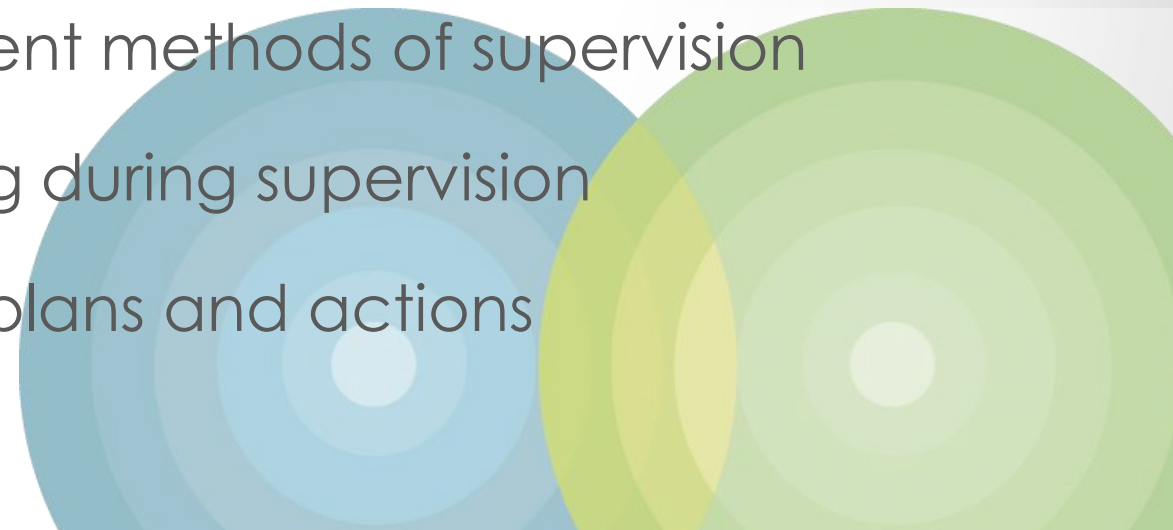 ent methods of supervision
g during supervision
plans and actions